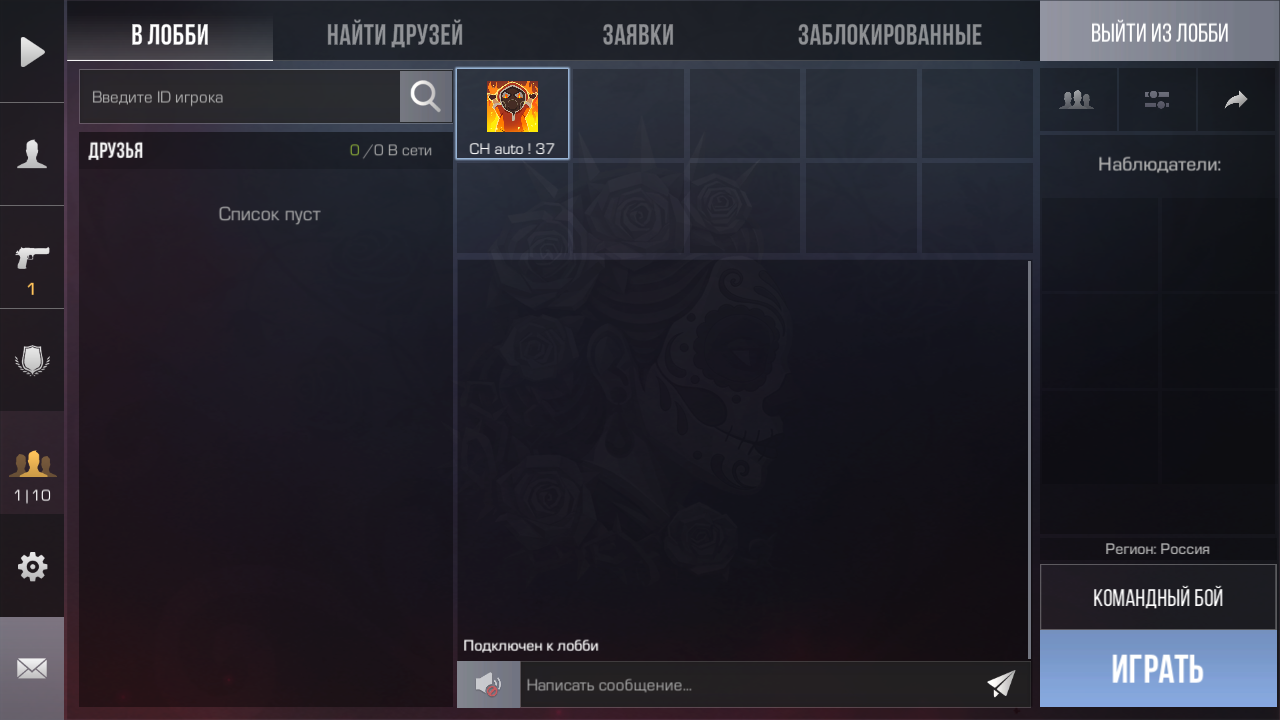 В ЛОББИ
НАЙТИ ДРУЗЕЙ
ЗАЯВКИ
ЗАБЛОКИРОВАННЫЕ
ВЫЙТИ ИЗ ЛОББИ
Введите ID игрока
ДРУЗЬЯ
0 /0 В сети
Список пуст
CH auto ! 37
Наблюдатели:
1
1|10
Регион: Россия
КОМАНДНЫЙ БОЙ
ИГРАТЬ
Подключен к лобби
Написать сообщение...